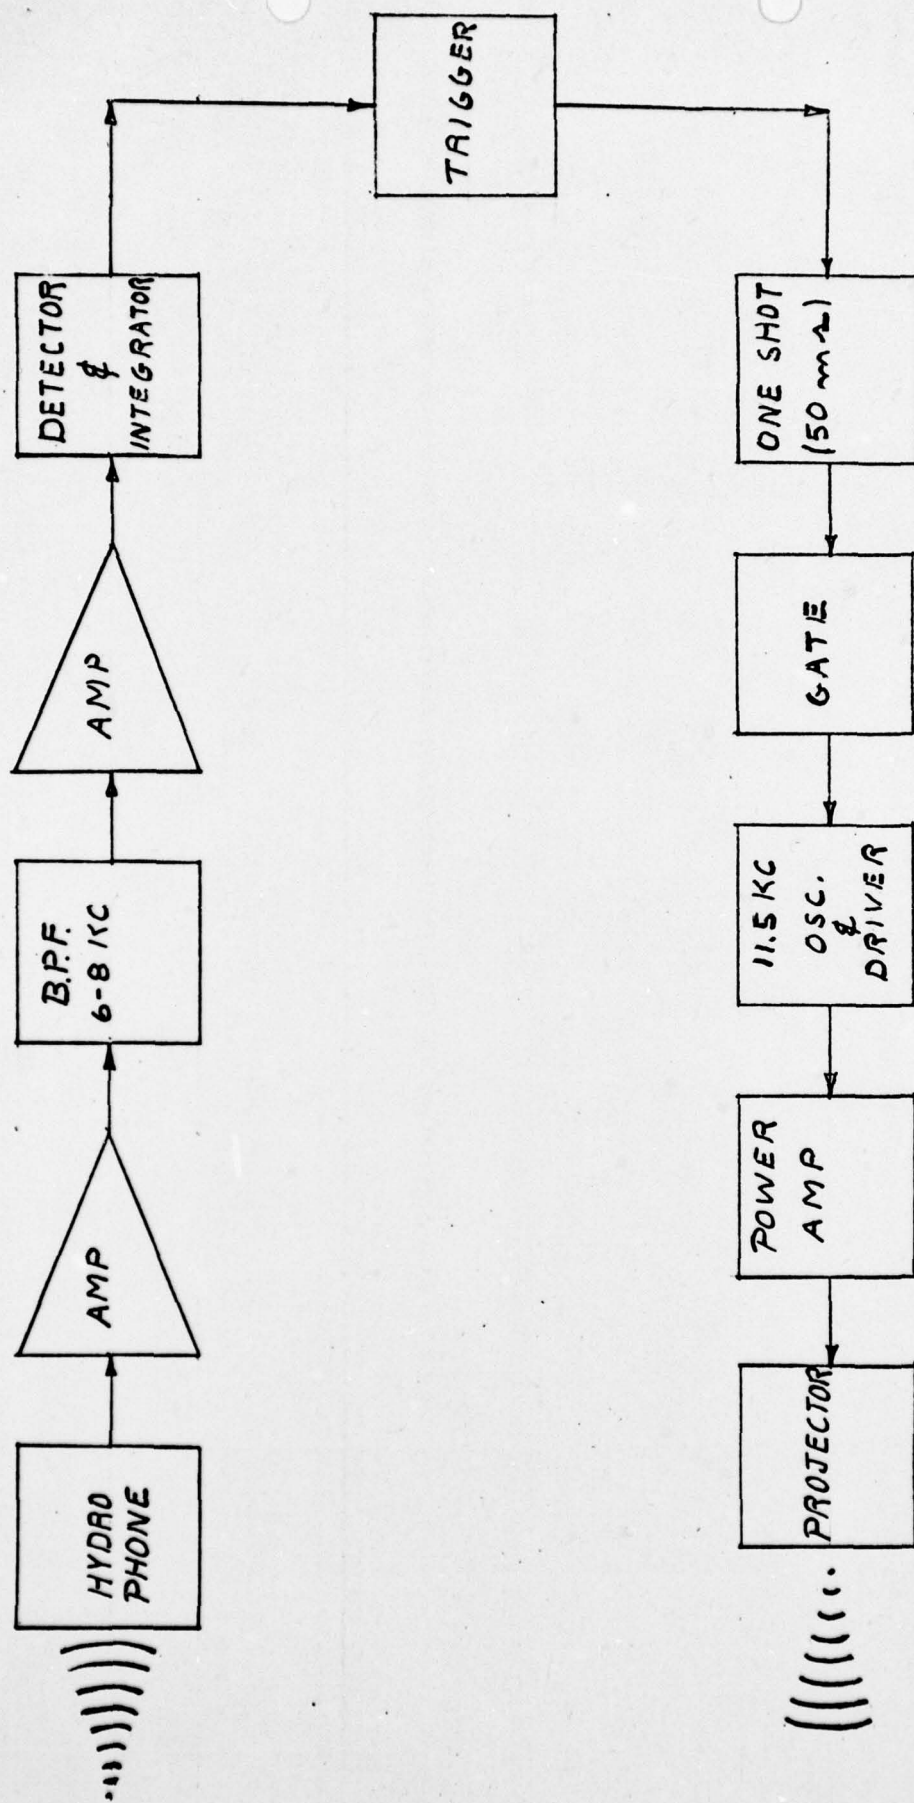 HYDRO
PHONE
AMP
B.P.F.
6-8 KC
AMP
DETECTOR
&
INTEGRATOR
TRIGGER
ONE SHOT
(50 ms)
GATE
11.5 KC
OSC.
&
DRIVER
POWER
AMP
PROJECTOR